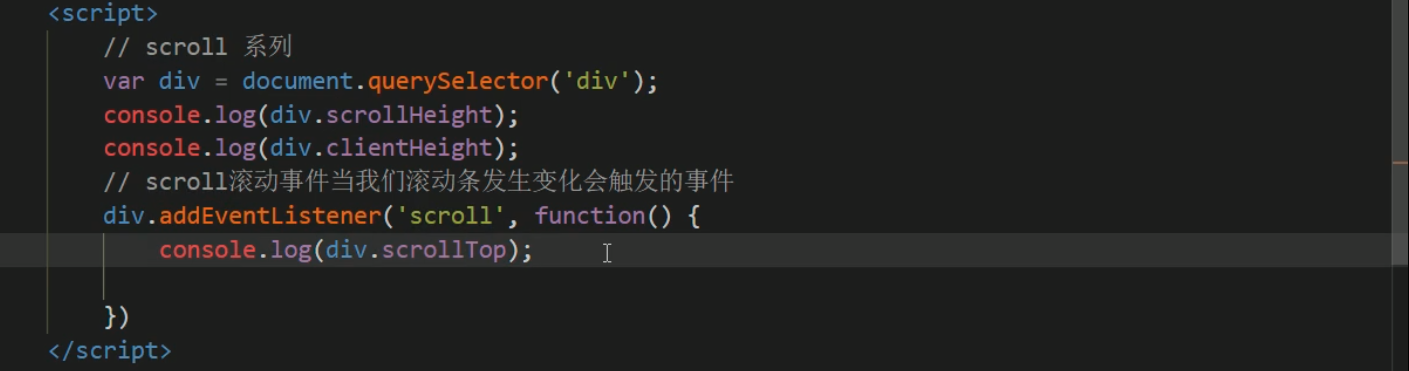 <script>
// scroll 系列
var div = document.querySelector('div');
console.log(div.scrollHeight);
console.log(div.clientHeight);
// scroll滚动事件当我们滚动条发生变化会触发的事件
div.addEventListener('scroll', function() {
console.log(div.scrollTop);
})
</script>